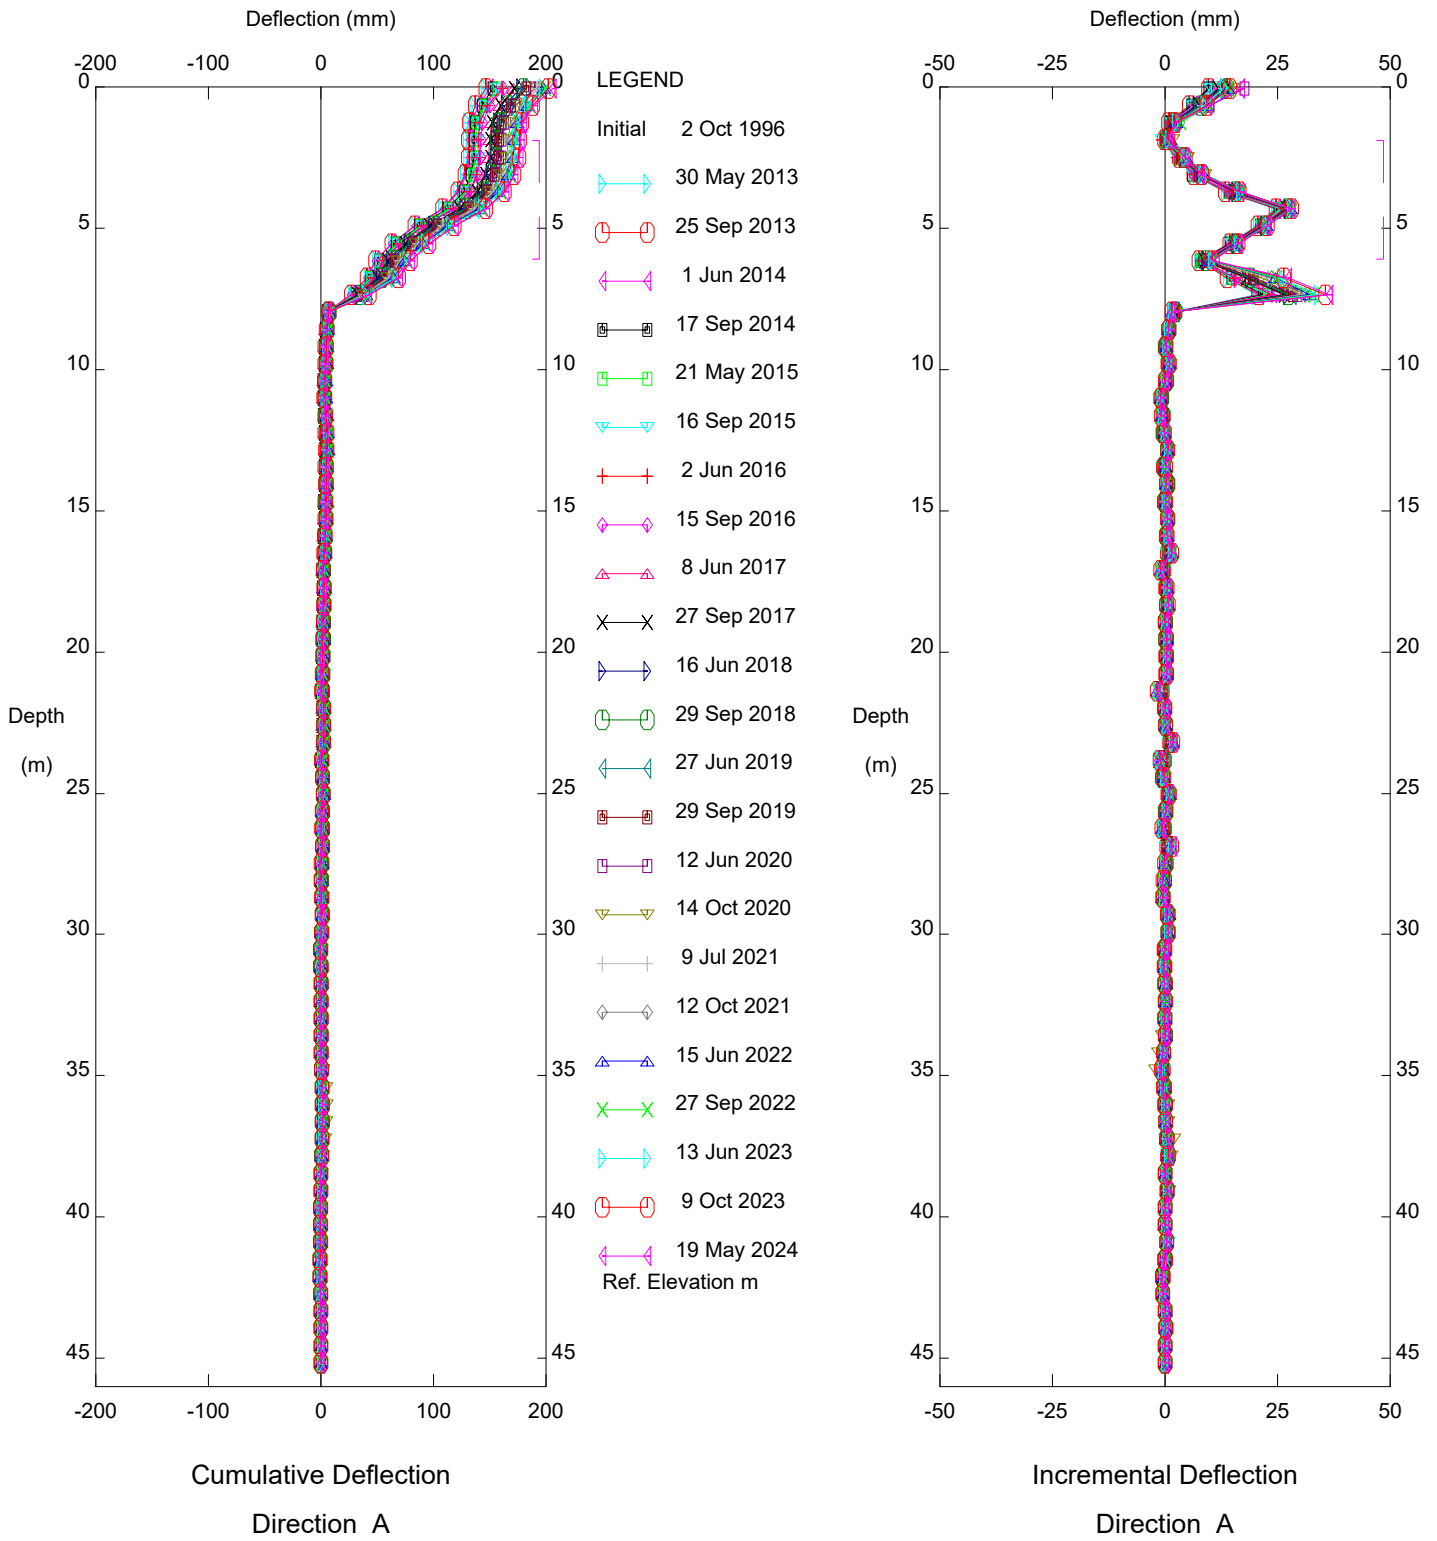 Deflection (mm)
-200 -100 0 100 200
0 0
5 5
10 10
15 15
20 20
Depth
(m)
25 25
30 30
35 35
40 40
45 45
-200 -100 0 100 200
Cumulative Deflection
Direction A
LEGEND
Initial 2 Oct 1996
30 May 2013
25 Sep 2013
1 Jun 2014
17 Sep 2014
21 May 2015
16 Sep 2015
2 Jun 2016
15 Sep 2016
8 Jun 2017
27 Sep 2017
16 Jun 2018
29 Sep 2018
27 Jun 2019
29 Sep 2019
12 Jun 2020
14 Oct 2020
9 Jul 2021
12 Oct 2021
15 Jun 2022
27 Sep 2022
13 Jun 2023
9 Oct 2023
19 May 2024
Ref. Elevation m
Deflection (mm)
-50 -25 0 25 50
0 0
5 5
10 10
15 15
20 20
Depth
(m)
25 25
30 30
35 35
40 40
45 45
-50 -25 0 25 50
Incremental Deflection
Direction A